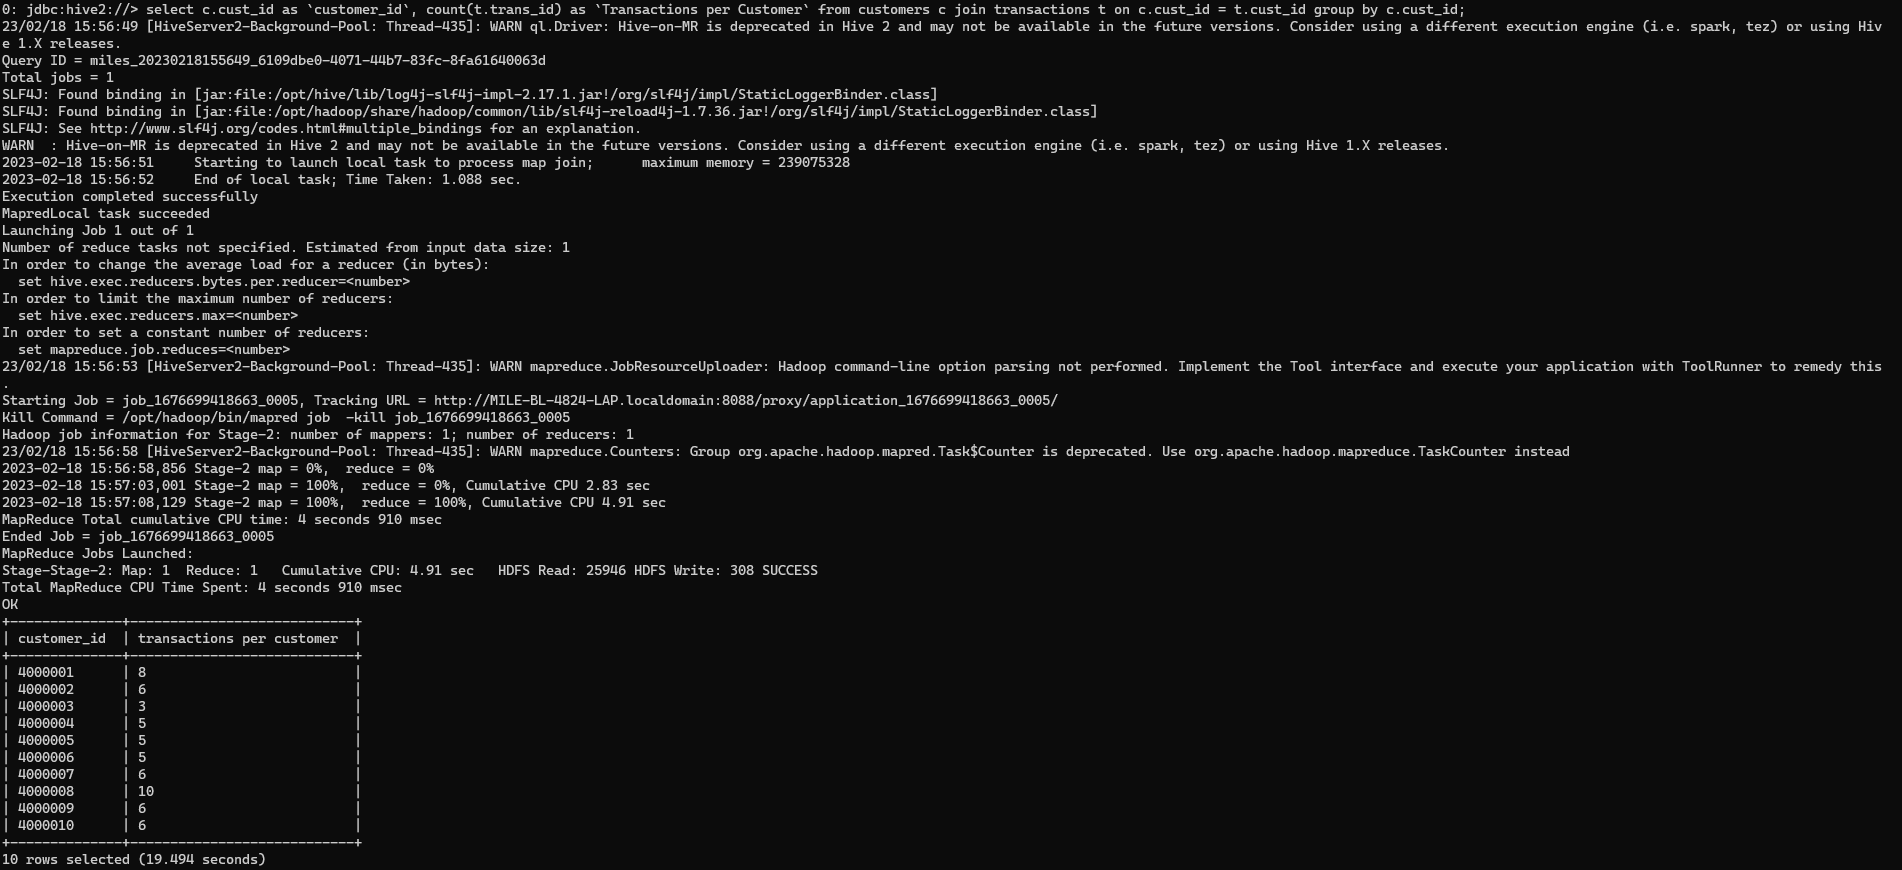 0: jdbc:hive2://> select c.cust_id as `customer_id`, count(t.trans_id) as `Transactions per Customer` from customers c join transactions t on c.cust_id = t.cust_id group by c.cust_id;
23/02/18 15:56:49 [HiveServer2-Background-Pool: Thread-435]: WARN ql.Driver: Hive-on-MR is deprecated in Hive 2 and may not be available in the future versions. Consider using a different execution engine (i.e. spark, tez) or using Hiv
e 1.X releases.
Query ID = miles_20230218155649_6109dbe0-4071-44b7-83fc-8fa61640063d
Total jobs = 1
SLF4J: Found binding in [jar:file:/opt/hive/lib/log4j-slf4j-impl-2.17.1.jar!/org/slf4j/impl/StaticLoggerBinder.class]
SLF4J: Found binding in [jar:file:/opt/hadoop/share/hadoop/common/lib/slf4j-reload4j-1.7.36.jar!/org/slf4j/impl/StaticLoggerBinder.class]
SLF4J: See http://www.slf4j.org/codes.html#multiple_bindings for an explanation.
WARN  : Hive-on-MR is deprecated in Hive 2 and may not be available in the future versions. Consider using a different execution engine (i.e. spark, tez) or using Hive 1.X releases.
2023-02-18 15:56:51     Starting to launch local task to process map join;      maximum memory = 239075328
2023-02-18 15:56:52     End of local task; Time Taken: 1.088 sec.
Execution completed successfully
MapredLocal task succeeded
Launching Job 1 out of 1
Number of reduce tasks not specified. Estimated from input data size: 1
In order to change the average load for a reducer (in bytes):
  set hive.exec.reducers.bytes.per.reducer=<number>
In order to limit the maximum number of reducers:
  set hive.exec.reducers.max=<number>
In order to set a constant number of reducers:
  set mapreduce.job.reduces=<number>
23/02/18 15:56:53 [HiveServer2-Background-Pool: Thread-435]: WARN mapreduce.JobResourceUploader: Hadoop command-line option parsing not performed. Implement the Tool interface and execute your application with ToolRunner to remedy this
.
Starting Job = job_1676699418663_0005, Tracking URL = http://MILE-BL-4824-LAP.localdomain:8088/proxy/application_1676699418663_0005/
Kill Command = /opt/hadoop/bin/mapred job  -kill job_1676699418663_0005
Hadoop job information for Stage-2: number of mappers: 1; number of reducers: 1
23/02/18 15:56:58 [HiveServer2-Background-Pool: Thread-435]: WARN mapreduce.Counters: Group org.apache.hadoop.mapred.Task$Counter is deprecated. Use org.apache.hadoop.mapreduce.TaskCounter instead
2023-02-18 15:56:58,856 Stage-2 map = 0%,  reduce = 0%
2023-02-18 15:57:03,001 Stage-2 map = 100%,  reduce = 0%, Cumulative CPU 2.83 sec
2023-02-18 15:57:08,129 Stage-2 map = 100%,  reduce = 100%, Cumulative CPU 4.91 sec
MapReduce Total cumulative CPU time: 4 seconds 910 msec
Ended Job = job_1676699418663_0005
MapReduce Jobs Launched:
Stage-Stage-2: Map: 1  Reduce: 1   Cumulative CPU: 4.91 sec   HDFS Read: 25946 HDFS Write: 308 SUCCESS
Total MapReduce CPU Time Spent: 4 seconds 910 msec
OK
+--------------+----------------------------+
| customer_id  | transactions per customer  |
+--------------+----------------------------+
| 4000001      | 8                          |
| 4000002      | 6                          |
| 4000003      | 3                          |
| 4000004      | 5                          |
| 4000005      | 5                          |
| 4000006      | 5                          |
| 4000007      | 6                          |
| 4000008      | 10                         |
| 4000009      | 6                          |
| 4000010      | 6                          |
+--------------+----------------------------+
10 rows selected (19.494 seconds)